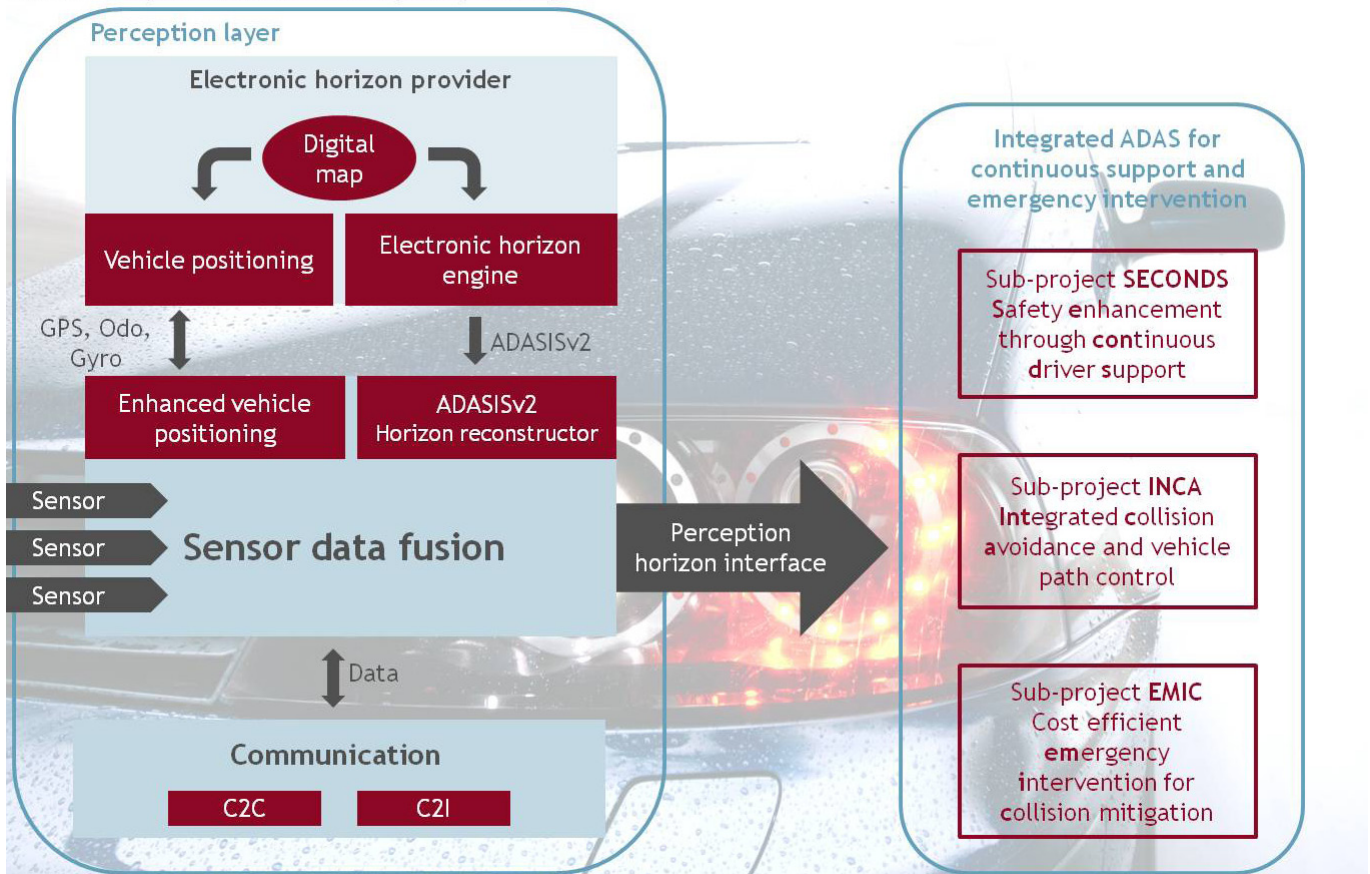 Perception layer
Electronic horizon provider
Digital
map
Vehicle positioning
Electronic horizon
engine
GPS, Odo,
Gyro
ADASISv2
Enhanced vehicle
positioning
ADASISv2
Horizon reconstructor
Sensor
Sensor
Sensor
Sensor data fusion
Perception
horizon interface
Data
Communication
C2C
C2I
Integrated ADAS for
continuous support and
emergency intervention
Sub-project SECONDS
Safety enhancement
through continuous
driver support
Sub-project INCA
Integrated collision
avoidance and vehicle
path control
Sub-project EMIC
Cost efficient
emergency
intervention for
collision mitigation